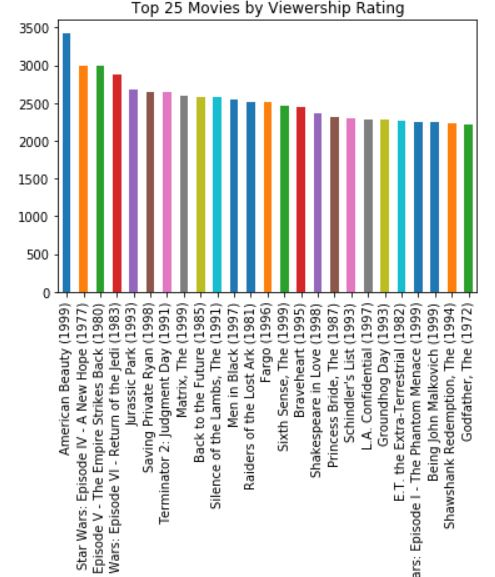 Top 25 Movies by Viewership Rating
3500
3000
2500
2000
1500
1000
500
0
American Beauty (1999)
Star Wars: Episode IV - A New Hope (1977)
Episode V - The Empire Strikes Back (1980)
Wars: Episode VI - Return of the Jedi (1983)
Jurassic Park (1993)
Saving Private Ryan (1998)
Terminator 2: Judgment Day (1991)
Matrix, The (1999)
Back to the Future (1985)
Silence of the Lambs, The (1991)
Men in Black (1997)
Raiders of the Lost Ark (1981)
Fargo (1996)
Sixth Sense, The (1999)
Braveheart (1995)
Shakespeare in Love (1998)
Princess Bride, The (1987)
Schindler's List (1993)
L.A. Confidential (1997)
Groundhog Day (1993)
E.T. the Extra-Terrestrial (1982)
ars: Episode I - The Phantom Menace (1999)
Being John Malkovich (1999)
Shawshank Redemption, The (1994)
Godfather, The (1972)